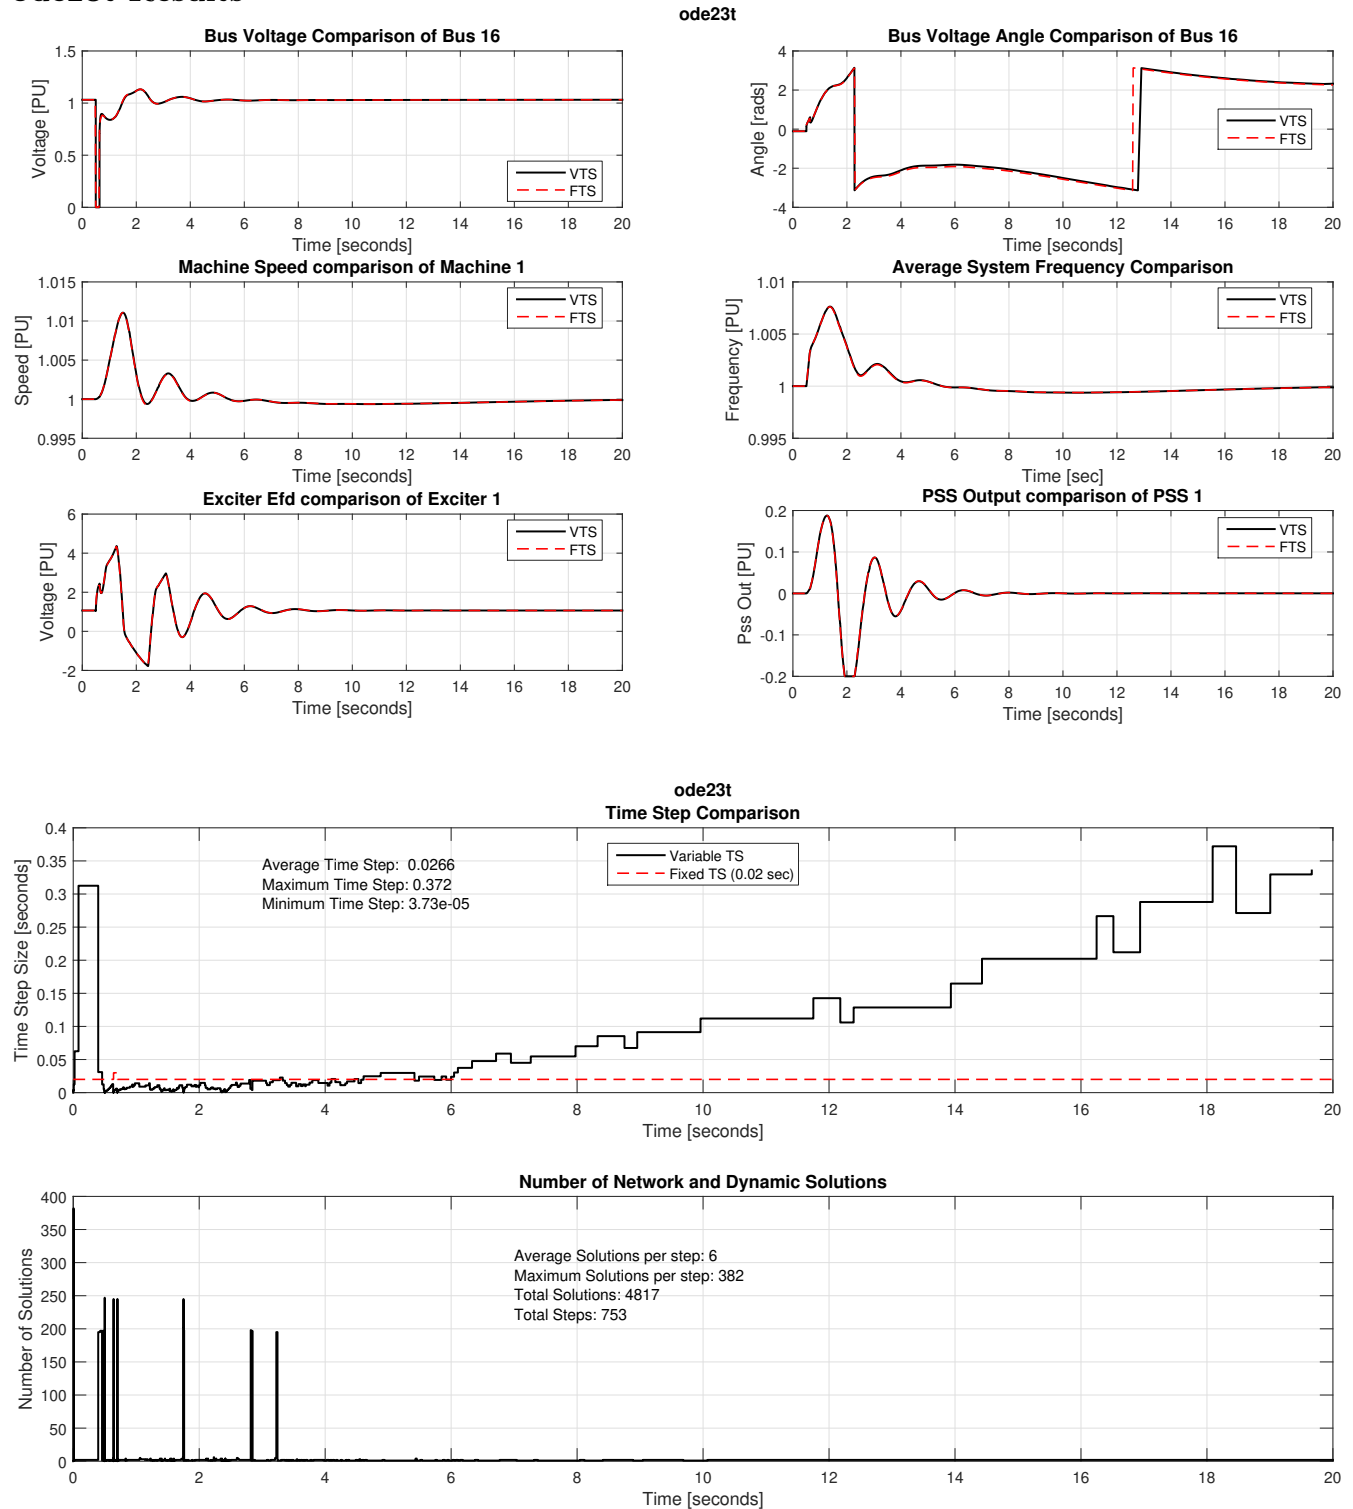 ode23t
Bus Voltage Comparison of Bus 16
1.5
1
0.5
0
Voltage [PU]
VTS
FTS
0 2 4 6 8 10 12 14 16 18 20
Time [seconds]
Bus Voltage Angle Comparison of Bus 16
4
2
0
-2
-4
Angle [rads]
VTS
FTS
0 2 4 6 8 10 12 14 16 18 20
Time [seconds]
Machine Speed comparison of Machine 1
1.015
1.01
1.005
1
0.995
Speed [PU]
VTS
FTS
0 2 4 6 8 10 12 14 16 18 20
Time [seconds]
Average System Frequency Comparison
1.01
1.005
1
0.995
Frequency [PU]
VTS
FTS
0 2 4 6 8 10 12 14 16 18 20
Time [sec]
Exciter Efd comparison of Exciter 1
6
4
2
0
-2
Voltage [PU]
VTS
FTS
0 2 4 6 8 10 12 14 16 18 20
Time [seconds]
PSS Output comparison of PSS 1
0.2
0.1
0
-0.1
-0.2
Pss Out [PU]
VTS
FTS
0 2 4 6 8 10 12 14 16 18 20
Time [seconds]
ode23t
Time Step Comparison
0.4
0.35
0.3
0.25
0.2
0.15
0.1
0.05
0
Time Step Size [seconds]
Average Time Step: 0.0266
Maximum Time Step: 0.372
Minimum Time Step: 3.73e-05
Variable TS
Fixed TS (0.02 sec)
0 2 4 6 8 10 12 14 16 18 20
Time [seconds]
Number of Network and Dynamic Solutions
400
350
300
250
200
150
100
50
0
Number of Solutions
Average Solutions per step: 6
Maximum Solutions per step: 382
Total Solutions: 4817
Total Steps: 753
0 2 4 6 8 10 12 14 16 18 20
Time [seconds]